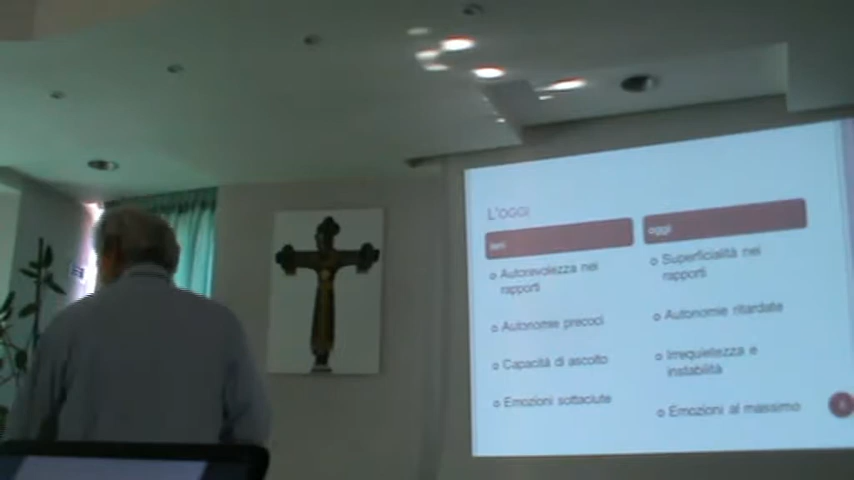 L'OGGI
ieri
oggi
Autorevolezza nei
rapporti
Superficialità nei
rapporti
Autonomie precoci
Autonomie ritardate
Capacità di ascolto
Irrequietezza e
instabilità
Emozioni sottaciute
Emozioni al massimo